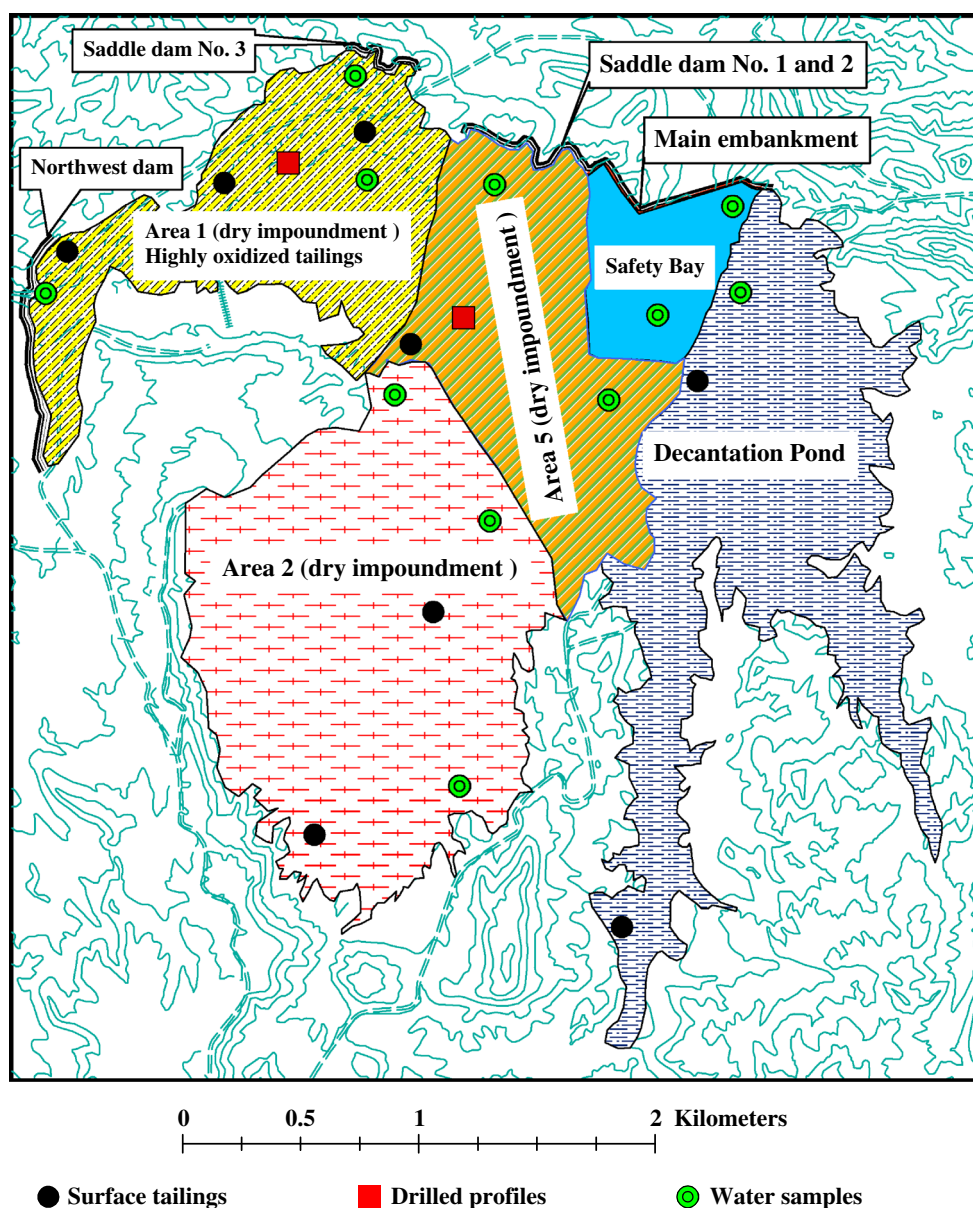 Saddle dam No. 3
Saddle dam No. 1 and 2
Main embankment
Northwest dam
Area 1 (dry impoundment )
Highly oxidized tailings
Safety Bay
Area 5 (dry impoundment )
Decantation Pond
Area 2 (dry impoundment )
0 0.5 1 2 Kilometers
Surface tailings Drilled profiles Water samples